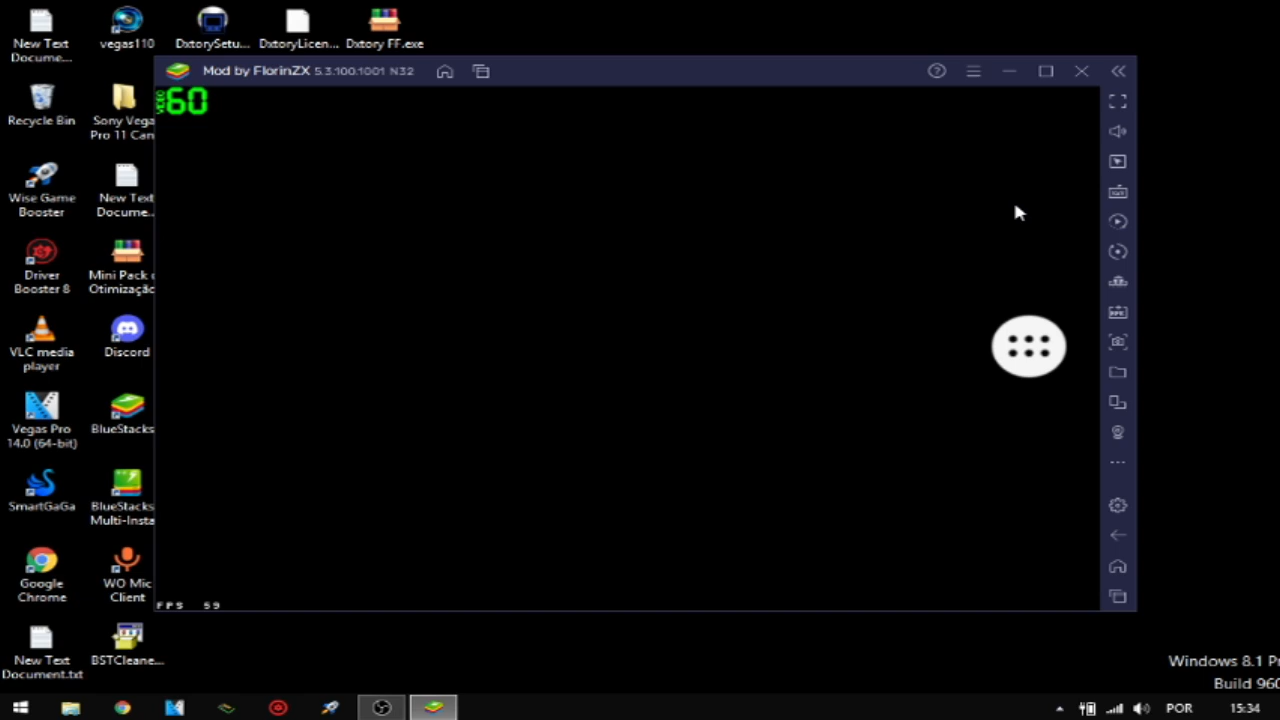 New Text
Docume...
vegas110
DxtorySetu...
DxtoryLicen...
Dxtory FF.exe
Mod by FlorinZX 5.3.100.1001 N32
VIDEO
60
Recycle Bin
Sony Vega
Pro 11 Can
Wise Game
Booster
New Text
Docume..
Driver
Booster 8
Mini Pack
Otimizaçã
VLC media
player
Discord
Vegas Pro
14.0 (64-bit)
BlueStacks
SmartGaGa
BlueStacks
Multi-Insta
Google
Chrome
WO Mic
Client
FPS 59
New Text
Document.txt
BSTCleane...
Windows 8.1 Pr
Build 960
POR
15:34